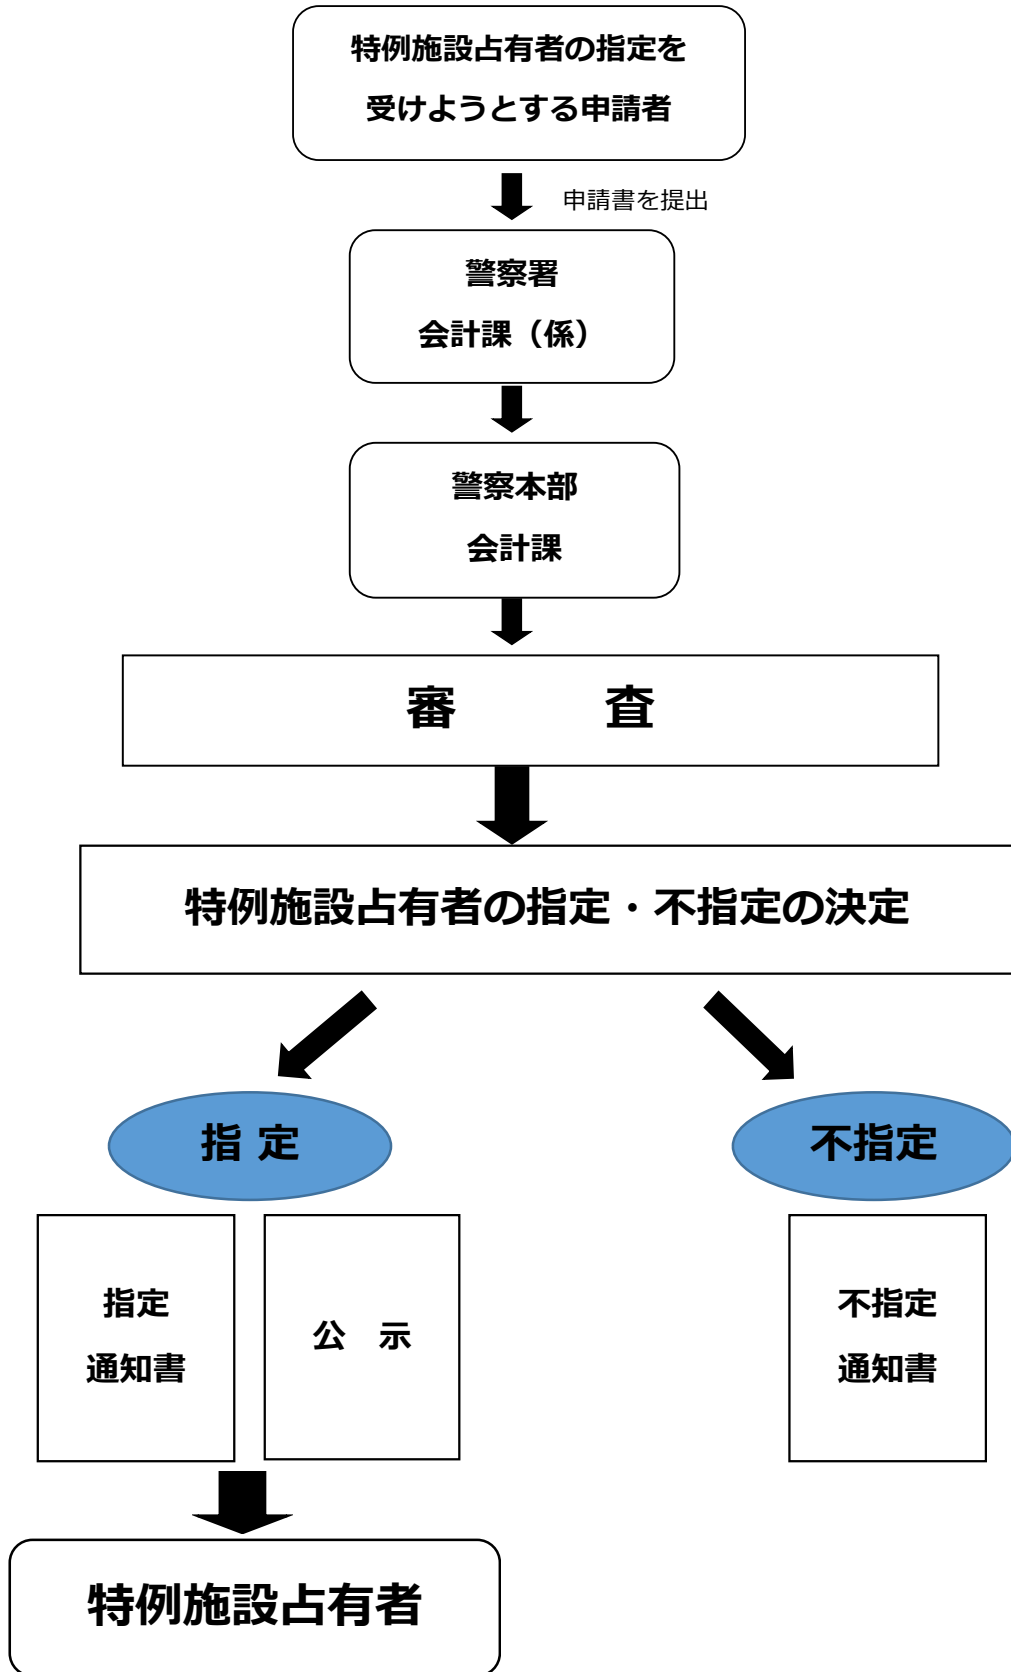 特例施設占有者の指定を
受けようとする申請者
申請書を提出
警察署
会計課（係）
警察本部
会計課
審　　　査
特例施設占有者の指定・不指定の決定
指 定
不指定
指定
通知書
公　示
不指定
通知書
特例施設占有者